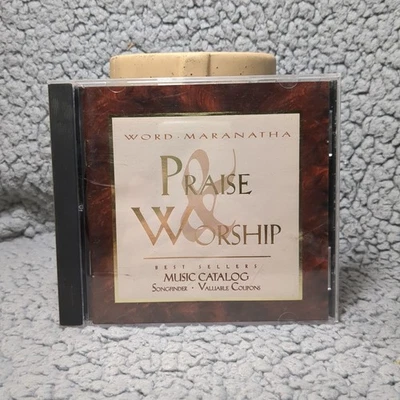 WORD · MARANATHA
PRAISE
&
WORSHIP
BEST SELLERS
MUSIC CATALOG
SONGFINDER · VALUABLE COUPONS